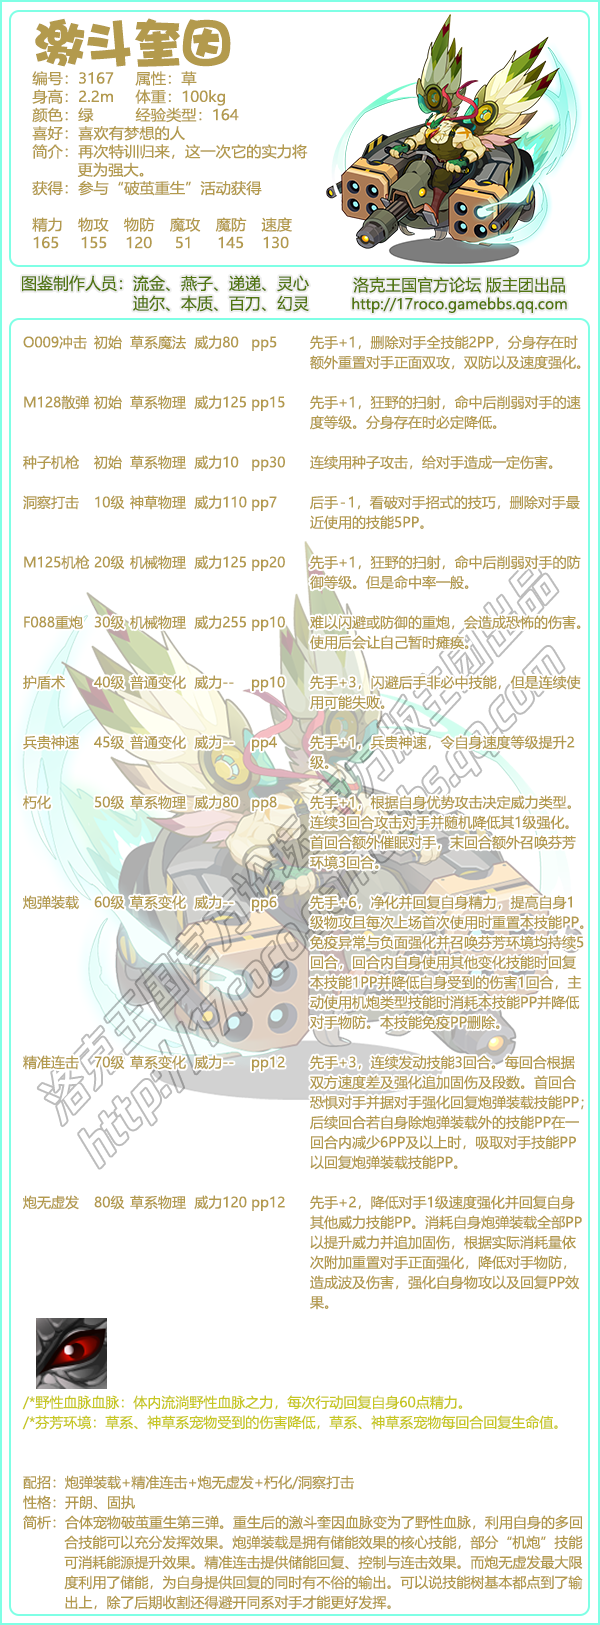 激斗奎因
编号：3167 属性：草
身高：2.2m 体重：100kg
颜色：绿 经验类型：164
喜好：喜欢有梦想的人
简介：再次特训归来，这一次它的实力将
更为强大。
获得：参与“破茧重生”活动获得
精力 物攻 物防 魔攻 魔防 速度
165 155 120 51 145 130
图鉴制作人员：流金、燕子、递递、灵心
迪尔、本质、百刀、幻灵
洛克王国官方论坛 版主团出品
http://17roco.gamebbs.qq.com
O009冲击 初始 草系魔法 威力80 pp5 先手+1，删除对手全技能2PP，分身存在时
额外重置对手正面双攻，双防以及速度强化。
M128散弹 初始 草系物理 威力125 pp15 先手+1，狂野的扫射，命中后削弱对手的速
度等级。分身存在时必定降低。
种子机枪 初始 草系物理 威力10 pp30 连续用种子攻击，给对手造成一定伤害。
洞察打击 10级 神草物理 威力110 pp7 后手-1，看破对手招式的技巧，删除对手最
近使用的技能5PP。
M125机枪 20级 机械物理 威力125 pp20 先手+1，狂野的扫射，命中后削弱对手的防
御等级。但是命中率一般。
F088重炮 30级 机械物理 威力255 pp10 难以闪避或防御的重炮，会造成恐怖的伤害。
使用后会让自己暂时瘫痪。
护盾术 40级 普通变化 威力-- pp10 先手+3，闪避后手非必中技能，但是连续使
用可能失败。
兵贵神速 45级 普通变化 威力-- pp4 先手+1，兵贵神速，令自身速度等级提升2
级。
朽化 50级 草系物理 威力80 pp8 先手+1，根据自身优势攻击决定威力类型。
连续3回合攻击对手并随机降低其1级强化。
首回合额外催眠对手，末回合额外召唤芬芳
环境3回合。
炮弹装载 60级 草系变化 威力-- pp6 先手+6，净化并回复自身精力，提高自身1
级物攻且每次上场首次使用时重置本技能PP。
免疫异常与负面强化并召唤芬芳环境均持续5
回合，回合内自身使用其他变化技能时回复
本技能1PP并降低自身受到的伤害1回合，主
动使用机炮类型技能时消耗本技能PP并降低
对手物防。本技能免疫PP删除。
精准连击 70级 草系变化 威力-- pp12 先手+3，连续发动技能3回合。每回合根据
双方速度差及强化追加固伤及段数。首回合
恐惧对手并据对手强化回复炮弹装载技能PP；
后续回合若自身除炮弹装载外的技能PP在一
回合内减少6PP及以上时，吸取对手技能PP
以回复炮弹装载技能PP。
炮无虚发 80级 草系物理 威力120 pp12 先手+2，降低对手1级速度强化并回复自身
其他威力技能PP。消耗自身炮弹装载全部PP
以提升威力并追加固伤，根据实际消耗量依
次附加重置对手正面强化，降低对手物防，
造成波及伤害，强化自身物攻以及回复PP效
果。
/*野性血脉血脉：体内流淌野性血脉之力，每次行动回复自身60点精力。
/*芬芳环境：草系、神草系宠物受到的伤害降低，草系、神草系宠物每回合回复生命值。
配招：炮弹装载+精准连击+炮无虚发+朽化/洞察打击
性格：开朗、固执
简析：合体宠物破茧重生第三弹。重生后的激斗奎因血脉变为了野性血脉，利用自身的多回
合技能可以充分发挥效果。炮弹装载是拥有储能效果的核心技能，部分“机炮”技能
可消耗能源提升效果。精准连击提供储能回复、控制与连击效果。而炮无虚发最大限
度利用了储能，为自身提供回复的同时有不俗的输出。可以说技能树基本都点到了输
出上，除了后期收割还得避开同系对手才能更好发挥。
洛克王国官方论坛 官方版主团出品
http://17roco.gamebbs.qq.com